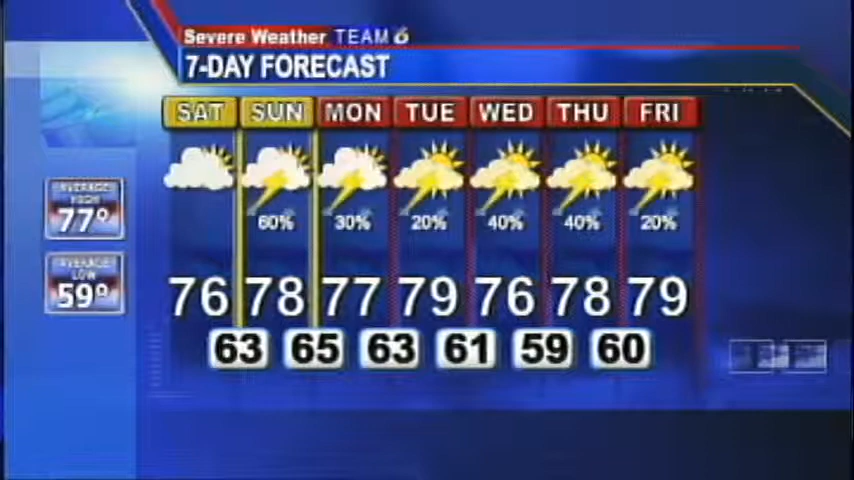 Severe Weather TEAM 6
7-DAY FORECAST
SAT SUN MON TUE WED THU FRI
AVERAGE
HIGH
77°
60% 30% 20% 40% 40% 20%
AVERAGE
LOW
59°
76 78 77 79 76 78 79
63 65 63 61 59 60